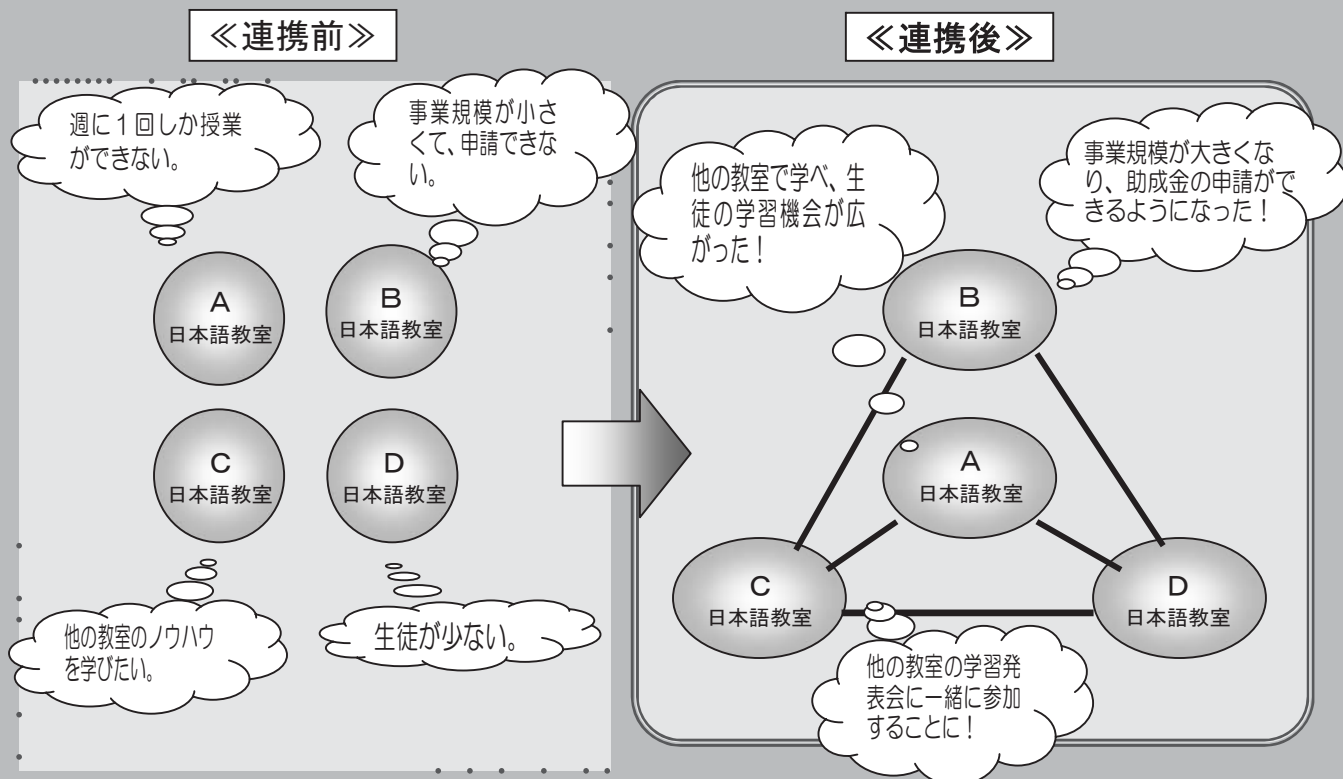 ≪連携前≫
週に１回しか授業
ができない。
事業規模が小さ
くて、申請できな
い。
A
日本語教室
B
日本語教室
C
日本語教室
D
日本語教室
他の教室のノウハウ
を学びたい。
生徒が少ない。
≪連携後≫
他の教室で学べ、生
徒の学習機会が広
がった！
事業規模が大きくな
り、助成金の申請がで
きるようになった！
B
日本語教室
A
日本語教室
C
日本語教室
D
日本語教室
他の教室の学習発
表会に一緒に参加
することに！